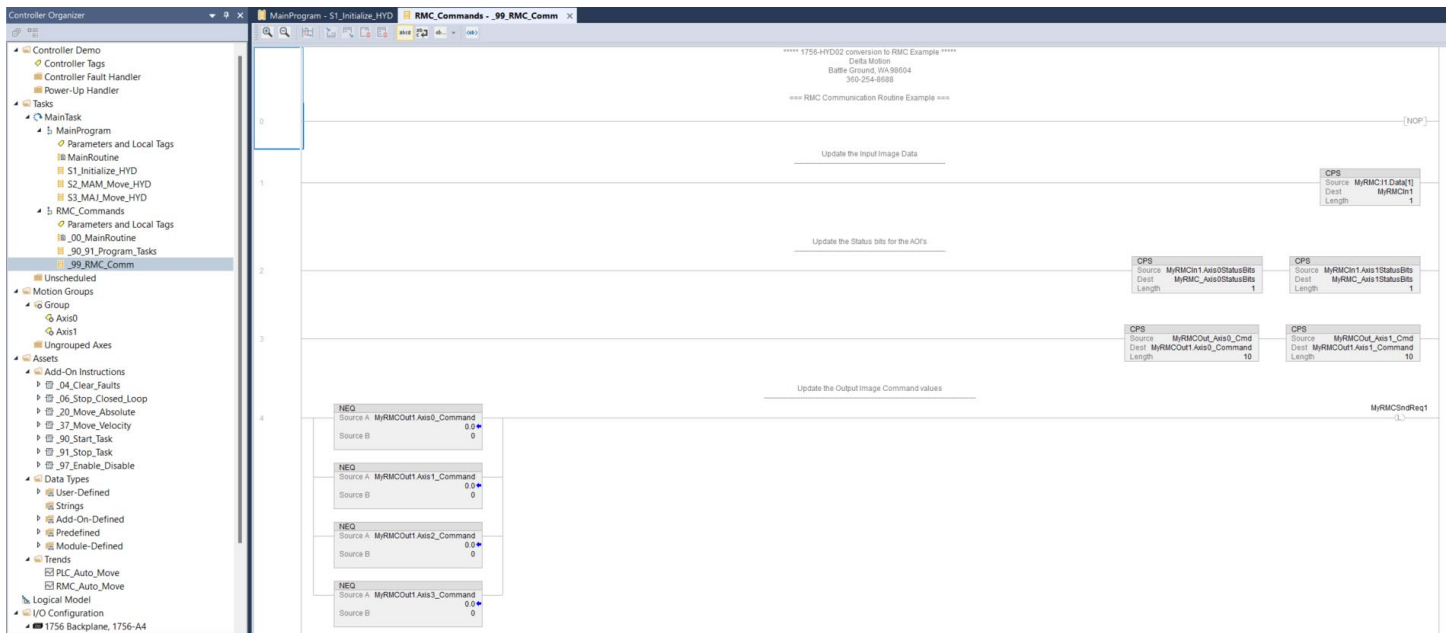 Controller Organizer
MainProgram - S1_Initialize_HYD
RMC_Commands - _99_RMC_Comm
Controller Demo
Controller Tags
Controller Fault Handler
Power-Up Handler
Tasks
MainTask
MainProgram
Parameters and Local Tags
MainRoutine
S1_Initialize_HYD
S2_MAM_Move_HYD
S3_MAJ_Move_HYD
RMC_Commands
Parameters and Local Tags
_00_MainRoutine
_90_91_Program_Tasks
_99_RMC_Comm
Unscheduled
Motion Groups
Group
Axis0
Axis1
Ungrouped Axes
Assets
Add-On Instructions
_04_Clear_Faults
_06_Stop_Closed_Loop
_20_Move_Absolute
_37_Move_Velocity
_90_Start_Task
_91_Stop_Task
_97_Enable_Disable
Data Types
User-Defined
Strings
Add-On-Defined
Predefined
Module-Defined
Trends
PLC_Auto_Move
RMC_Auto_Move
Logical Model
I/O Configuration
1756 Backplane, 1756-A4
***** 1756-HYD02 conversion to RMC Example *****
Delta Motion
Battle Ground, WA 98604
360-254-8688
=== RMC Communication Routine Example ===
0
NOP
Update the Input Image Data
1
CPS
Source MyRMC:I1.Data[1]
Dest MyRMCIn1
Length 1
Update the Status bits for the AOI's
2
CPS
Source MyRMCIn1.Axis0StatusBits
Dest MyRMC_Axis0StatusBits
Length 1
CPS
Source MyRMCIn1.Axis1StatusBits
Dest MyRMC_Axis1StatusBits
Length 1
3
CPS
Source MyRMCOut_Axis0_Cmd
Dest MyRMCOut1.Axis0_Command
Length 10
CPS
Source MyRMCOut_Axis1_Cmd
Dest MyRMCOut1.Axis1_Command
Length 10
Update the Output Image Command values
4
NEQ
Source A MyRMCOut1.Axis0_Command
0.0
Source B 0
MyRMCSndReq1
L
NEQ
Source A MyRMCOut1.Axis1_Command
0.0
Source B 0
NEQ
Source A MyRMCOut1.Axis2_Command
0.0
Source B 0
NEQ
Source A MyRMCOut1.Axis3_Command
0.0
Source B 0